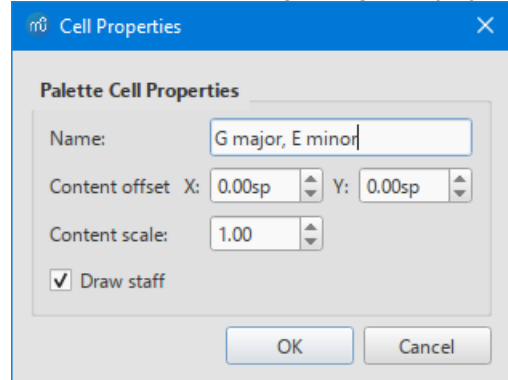 Cell Properties
Palette Cell Properties
Name: G major, E minor
Content offset X: 0.00sp Y: 0.00sp
Content scale: 1.00
Draw staff
OK Cancel